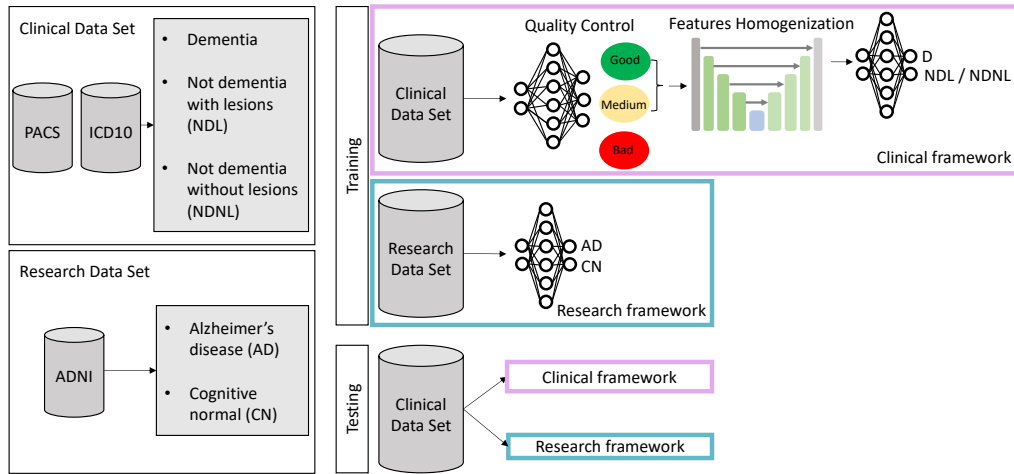 Clinical Data Set
PACS
ICD10
• Dementia
• Not dementia
with lesions
(NDL)
• Not dementia
without lesions
(NDNL)
Research Data Set
ADNI
• Alzheimer's
disease (AD)
• Cognitive
normal (CN)
Training
Clinical
Data Set
Quality Control
Good
Medium
Bad
Features Homogenization
D
NDL / NDNL
Clinical framework
Research
Data Set
AD
CN
Research framework
Testing
Clinical
Data Set
Clinical framework
Research framework